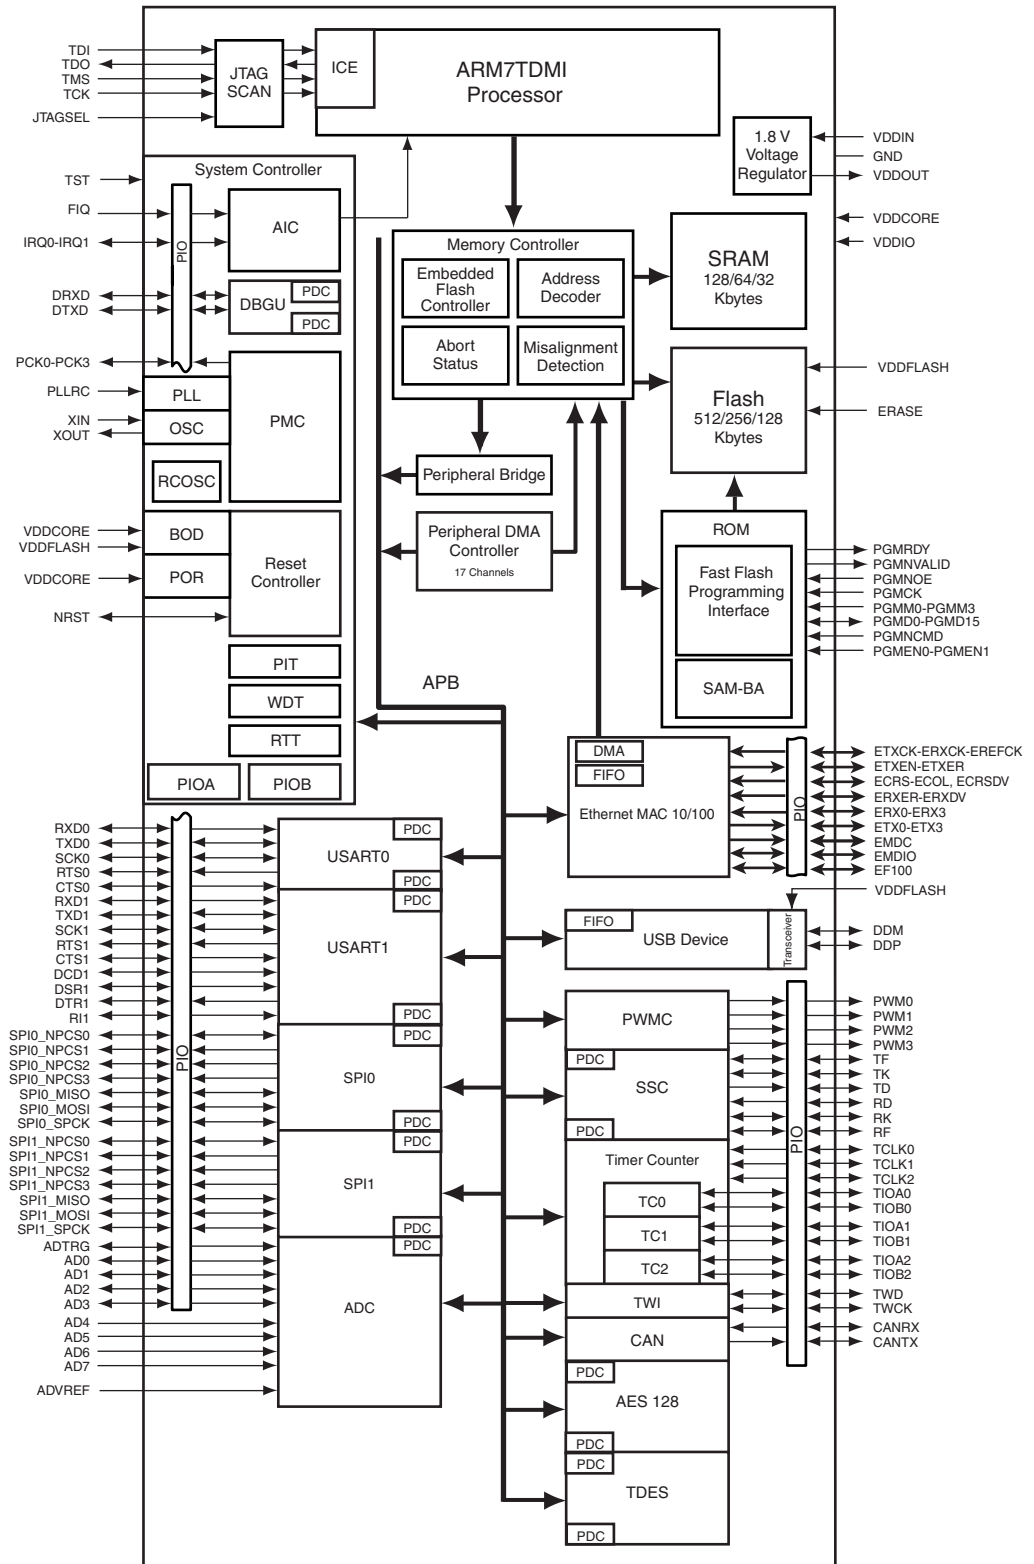 TDI
TDO
TMS
TCK
JTAGSEL
JTAG
SCAN
ICE
ARM7TDMI
Processor
1.8 V
Voltage
Regulator
VDDIN
GND
VDDOUT
VDDCORE
VDDIO
System Controller
TST
FIQ
IRQ0-IRQ1
PIO
AIC
DRXD
DTXD
DBGU
PDC
PDC
PCK0-PCK3
PLLRC
XIN
XOUT
PLL
OSC
RCOSC
PMC
VDDCORE
VDDFLASH
VDDCORE
NRST
BOD
POR
Reset
Controller
PIT
WDT
RTT
PIOA
PIOB
Memory Controller
Embedded
Flash
Controller
Address
Decoder
Abort
Status
Misalignment
Detection
SRAM
128/64/32
Kbytes
Flash
512/256/128
Kbytes
VDDFLASH
ERASE
Peripheral Bridge
Peripheral DMA
Controller
17 Channels
ROM
Fast Flash
Programming
Interface
SAM-BA
PGMRDY
PGMNVALID
PGMNOE
PGMCK
PGMM0-PGMM3
PGMD0-PGMD15
PGMNCMD
PGMEN0-PGMEN1
APB
DMA
FIFO
Ethernet MAC 10/100
PIO
ETXCK-ERXCK-EREFCK
ETXEN-ETXER
ECRS-ECOL, ECRSDV
ERXER-ERXDV
ERX0-ERX3
ETX0-ETX3
EMDC
EMDIO
EF100
VDDFLASH
FIFO
USB Device
Transceiver
DDM
DDP
RXD0
TXD0
SCK0
RTS0
CTS0
RXD1
TXD1
SCK1
RTS1
CTS1
DCD1
DSR1
DTR1
RI1
SPI0_NPCS0
SPI0_NPCS1
SPI0_NPCS2
SPI0_NPCS3
SPI0_MISO
SPI0_MOSI
SPI0_SPCK
SPI1_NPCS0
SPI1_NPCS1
SPI1_NPCS2
SPI1_NPCS3
SPI1_MISO
SPI1_MOSI
SPI1_SPCK
ADTRG
AD0
AD1
AD2
AD3
AD4
AD5
AD6
AD7
ADVREF
PIO
PDC
USART0
PDC
PDC
USART1
PDC
PDC
SPI0
PDC
PDC
SPI1
PDC
PDC
ADC
PWMC
PDC
SSC
PDC
Timer Counter
TC0
TC1
TC2
TWI
CAN
PDC
AES 128
PDC
PDC
TDES
PDC
PIO
PWM0
PWM1
PWM2
PWM3
TF
TK
TD
RD
RK
RF
TCLK0
TCLK1
TCLK2
TIOA0
TIOB0
TIOA1
TIOB1
TIOA2
TIOB2
TWD
TWCK
CANRX
CANTX